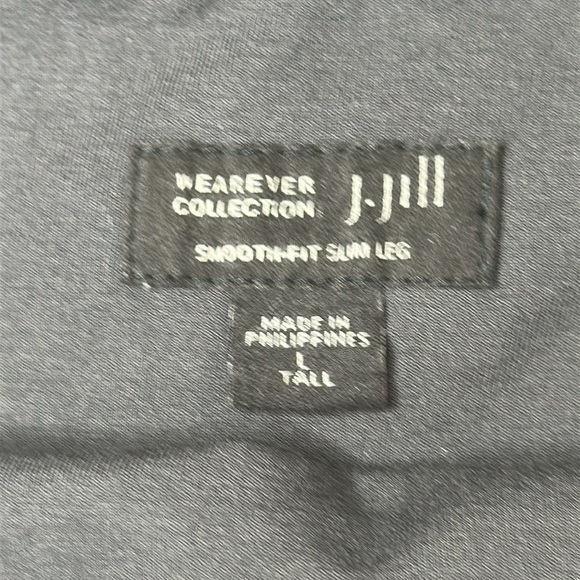 WEAREVER
COLLECTION
J.Jill
SMOOTH-FIT SLIM LEG
MADE IN
PHILIPPINES
L
TALL